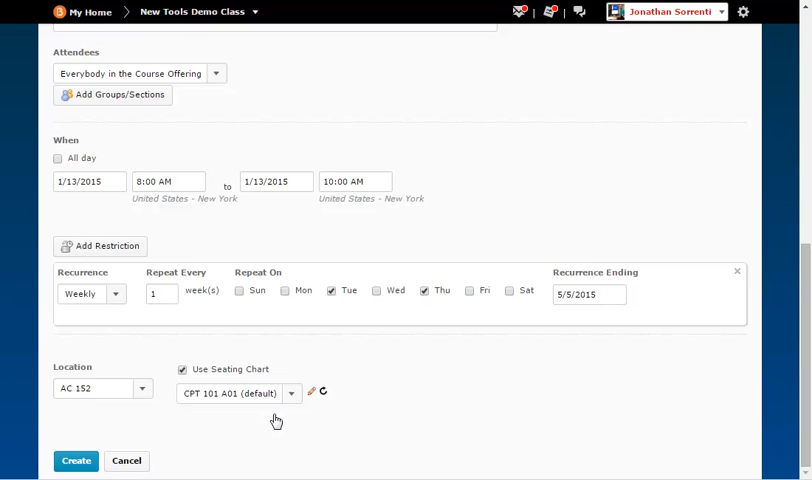 My Home New Tools Demo Class Jonathan Sorrenti
Attendees
Everybody in the Course Offering
Add Groups/Sections
When
All day
1/13/2015 8:00 AM to 1/13/2015 10:00 AM
United States - New York United States - New York
Add Restriction
Recurrence Repeat Every Repeat On Recurrence Ending
Weekly 1 week(s) Sun Mon Tue Wed Thu Fri Sat 5/5/2015
Location Use Seating Chart
AC 152 CPT 101 A01 (default)
Create Cancel